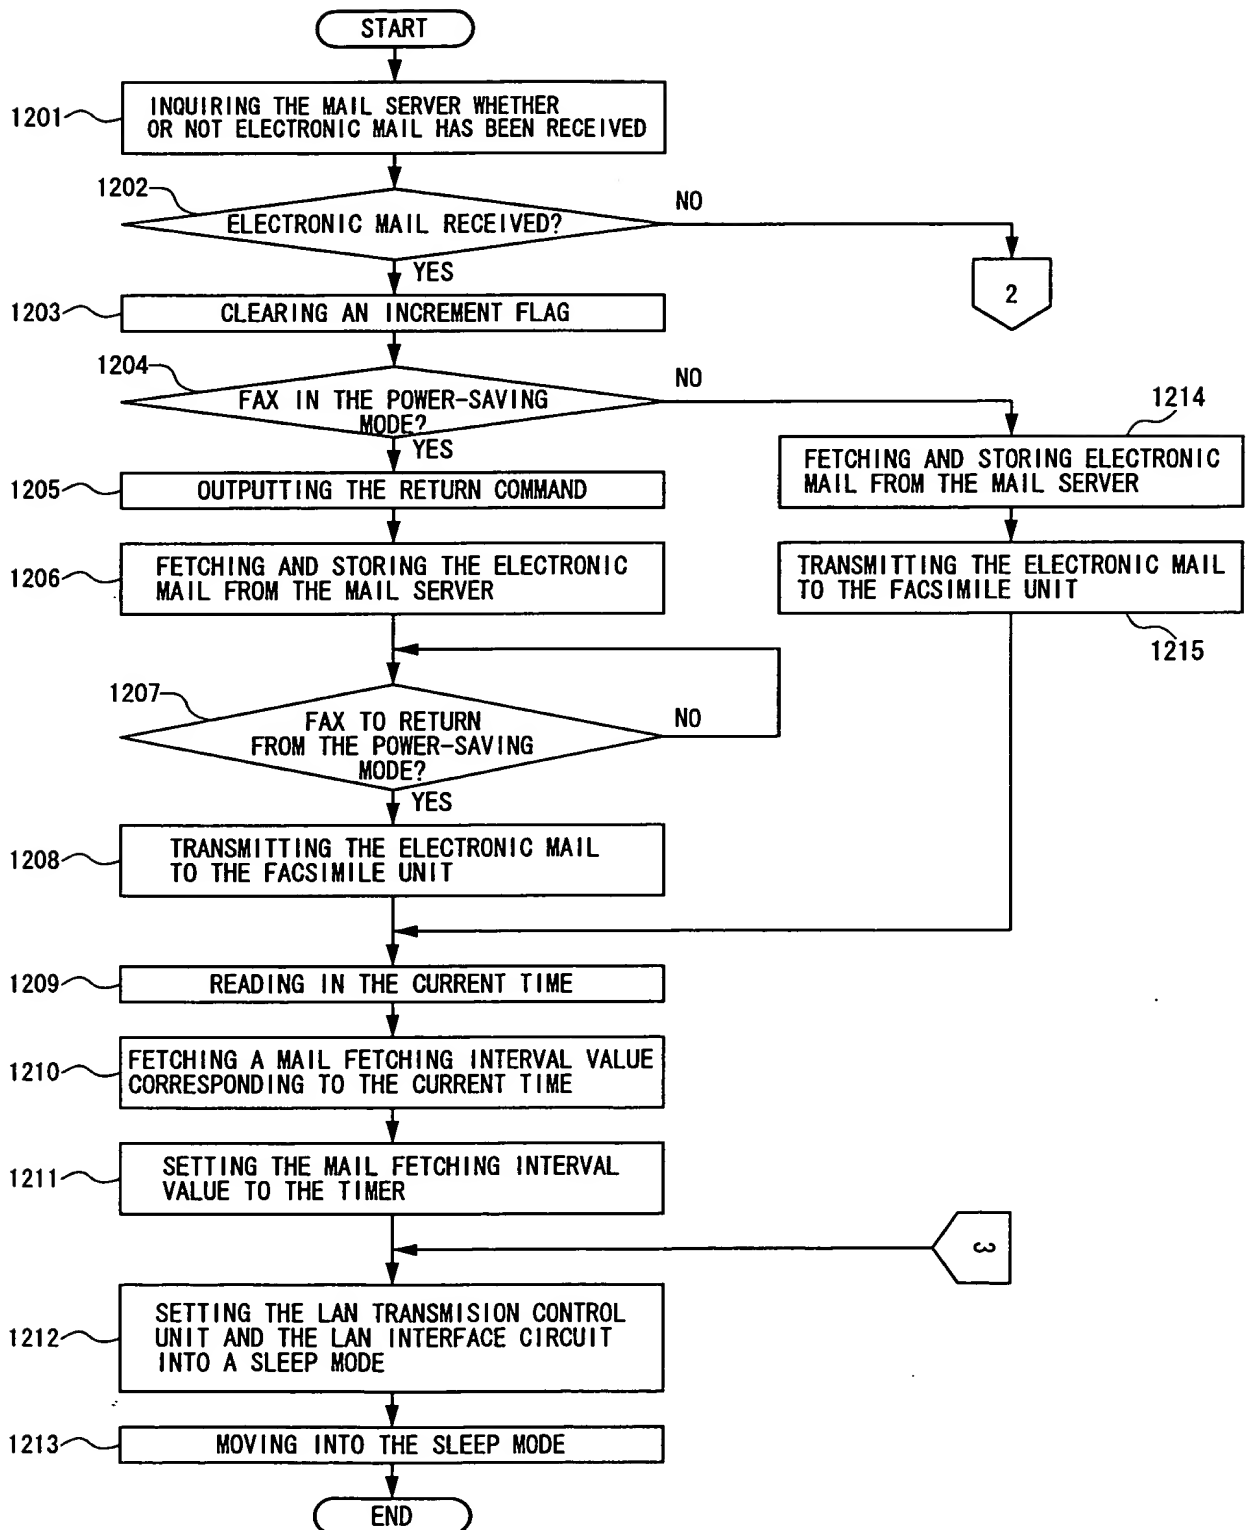 START
1201
INQUIRING THE MAIL SERVER WHETHER
OR NOT ELECTRONIC MAIL HAS BEEN RECEIVED
1202
ELECTRONIC MAIL RECEIVED?
NO
YES
2
1203
CLEARING AN INCREMENT FLAG
1204
FAX IN THE POWER-SAVING
MODE?
NO
YES
1214
FETCHING AND STORING ELECTRONIC
MAIL FROM THE MAIL SERVER
1205
OUTPUTTING THE RETURN COMMAND
1206
FETCHING AND STORING THE ELECTRONIC
MAIL FROM THE MAIL SERVER
TRANSMITTING THE ELECTRONIC MAIL
TO THE FACSIMILE UNIT
1215
1207
FAX TO RETURN
FROM THE POWER-SAVING
MODE?
NO
YES
1208
TRANSMITTING THE ELECTRONIC MAIL
TO THE FACSIMILE UNIT
1209
READING IN THE CURRENT TIME
1210
FETCHING A MAIL FETCHING INTERVAL VALUE
CORRESPONDING TO THE CURRENT TIME
1211
SETTING THE MAIL FETCHING INTERVAL
VALUE TO THE TIMER
3
1212
SETTING THE LAN TRANSMISION CONTROL
UNIT AND THE LAN INTERFACE CIRCUIT
INTO A SLEEP MODE
1213
MOVING INTO THE SLEEP MODE
END